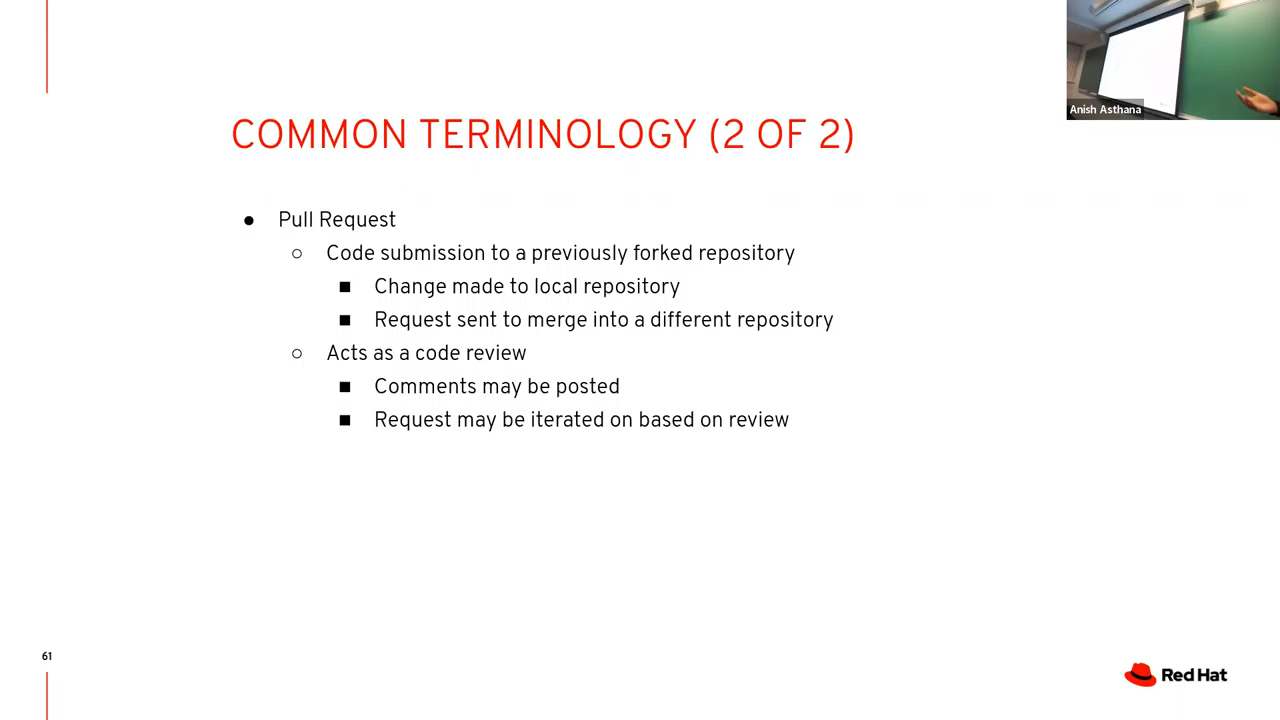 Anish Asthana
COMMON TERMINOLOGY (2 OF 2)
● Pull Request
○ Code submission to a previously forked repository
■ Change made to local repository
■ Request sent to merge into a different repository
○ Acts as a code review
■ Comments may be posted
■ Request may be iterated on based on review
61
Red Hat